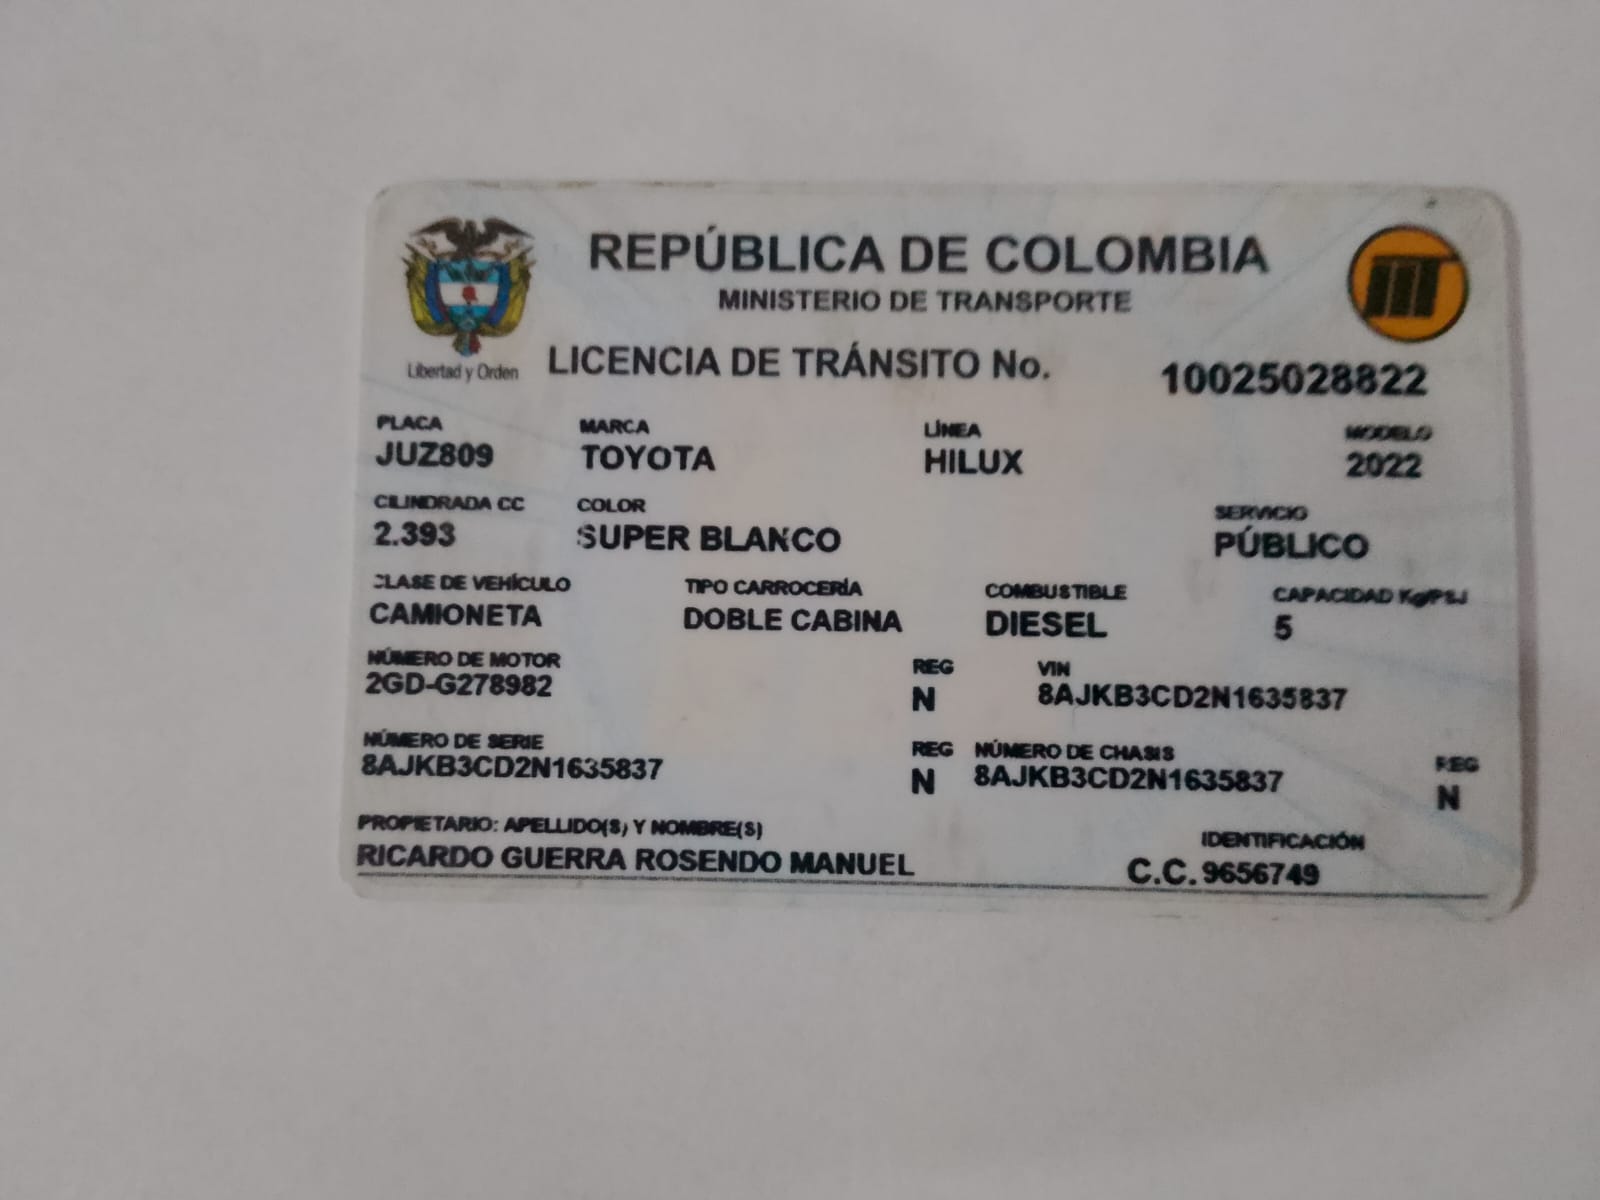 REPÚBLICA DE COLOMBIA
MINISTERIO DE TRANSPORTE
Libertad y Orden
LICENCIA DE TRÁNSITO No. 10025028822
PLACA MARCA LÍNEA MODELO
JUZ809 TOYOTA HILUX 2022
CILINDRADA CC COLOR SERVICIO
2.393 SUPER BLANCO PÚBLICO
CLASE DE VEHÍCULO TIPO CARROCERÍA COMBUSTIBLE CAPACIDAD Kg/PSJ
CAMIONETA DOBLE CABINA DIESEL 5
NÚMERO DE MOTOR REG VIN
2GD-G278982 N 8AJKB3CD2N1635837
NÚMERO DE SERIE REG NÚMERO DE CHASIS REG
8AJKB3CD2N1635837 N 8AJKB3CD2N1635837 N
PROPIETARIO: APELLIDO(S) Y NOMBRE(S) IDENTIFICACIÓN
RICARDO GUERRA ROSENDO MANUEL C.C. 9656749